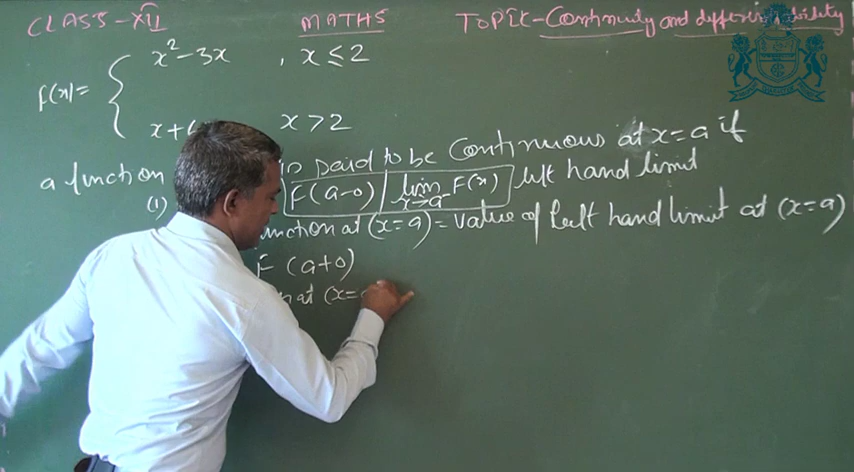 CLASS-XII MATHS TOPIC-Continuity and differentiability
x²-3x , x≤2
f(x)= {
x+ x>2
a function is said to be Continuous at x=a if
(1) F(a-0) / lim x→a⁻ F(x) left hand limit
unction at (x=a) = value of left hand limit at (x=a)
F (a+0)
at (x=